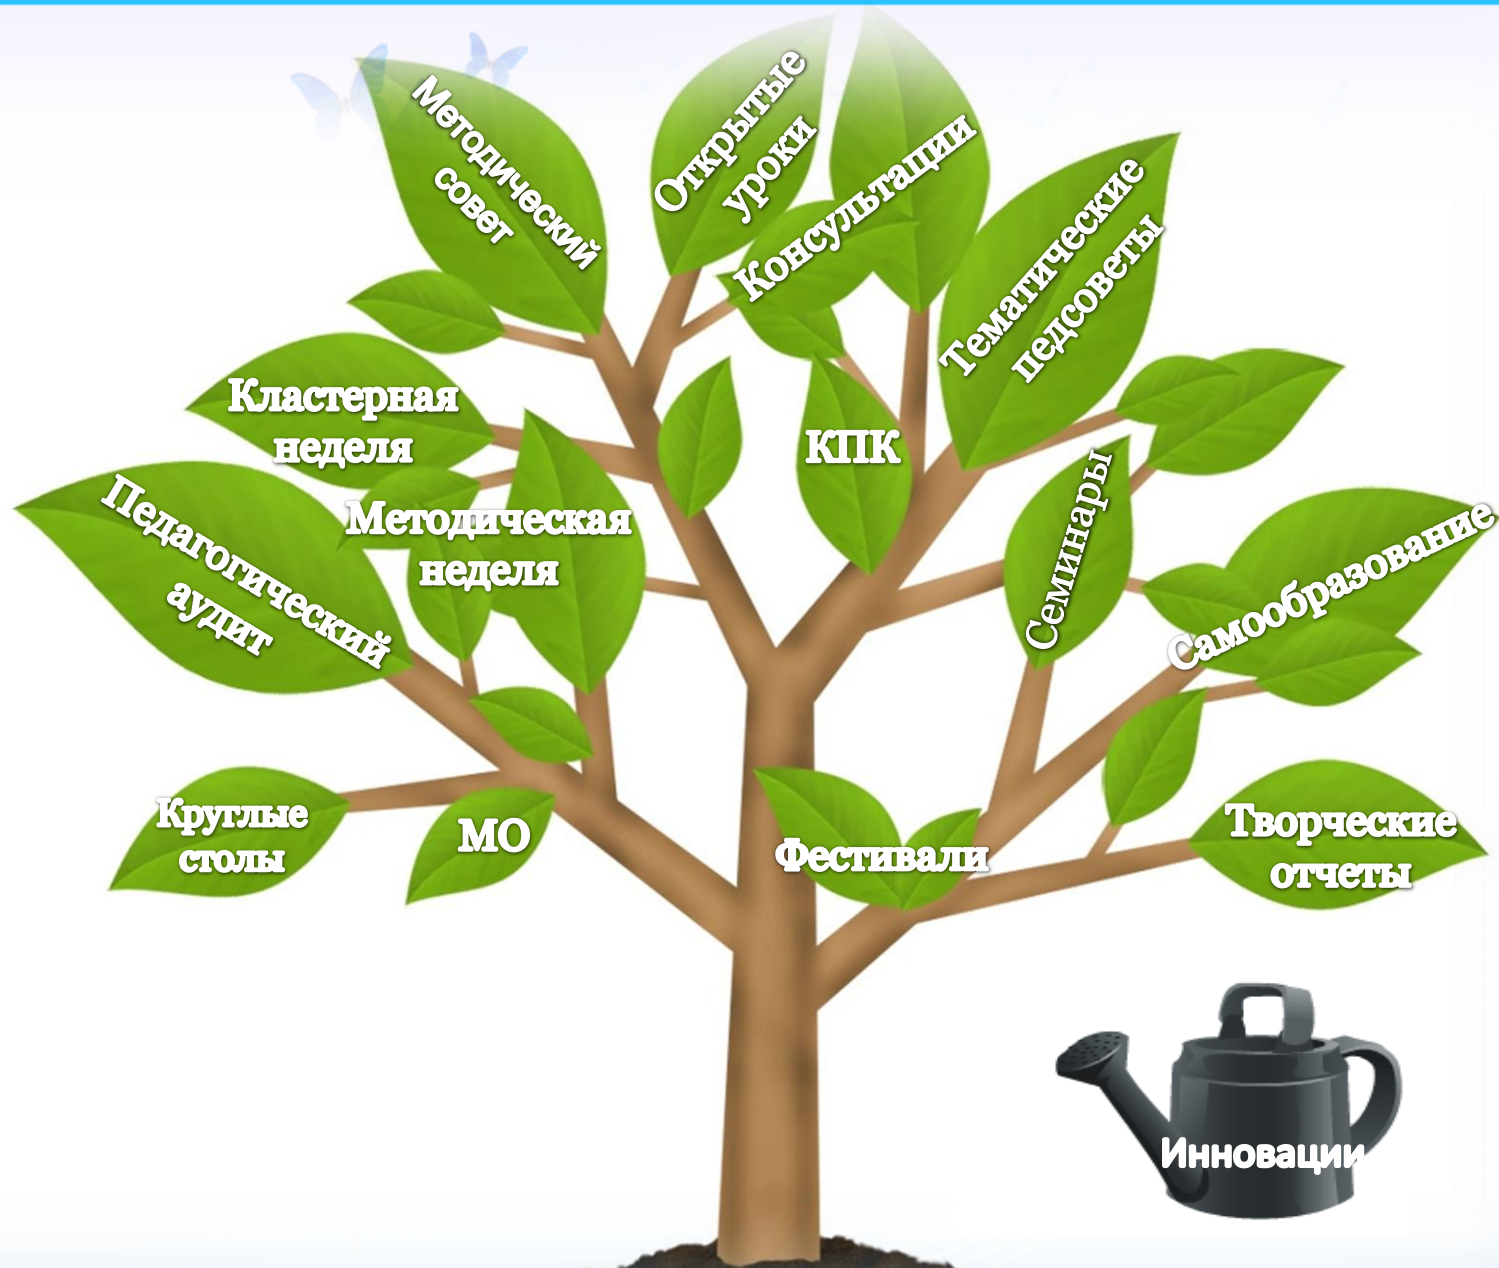 Методический
совет
Открытые
уроки
Консультации
Тематические
педсоветы
Кластерная
неделя
КПК
Педагогический
аудит
Методическая
неделя
Семинары
Самообразование
Круглые
столы
МО
Фестивали
Творческие
отчеты
Инновации